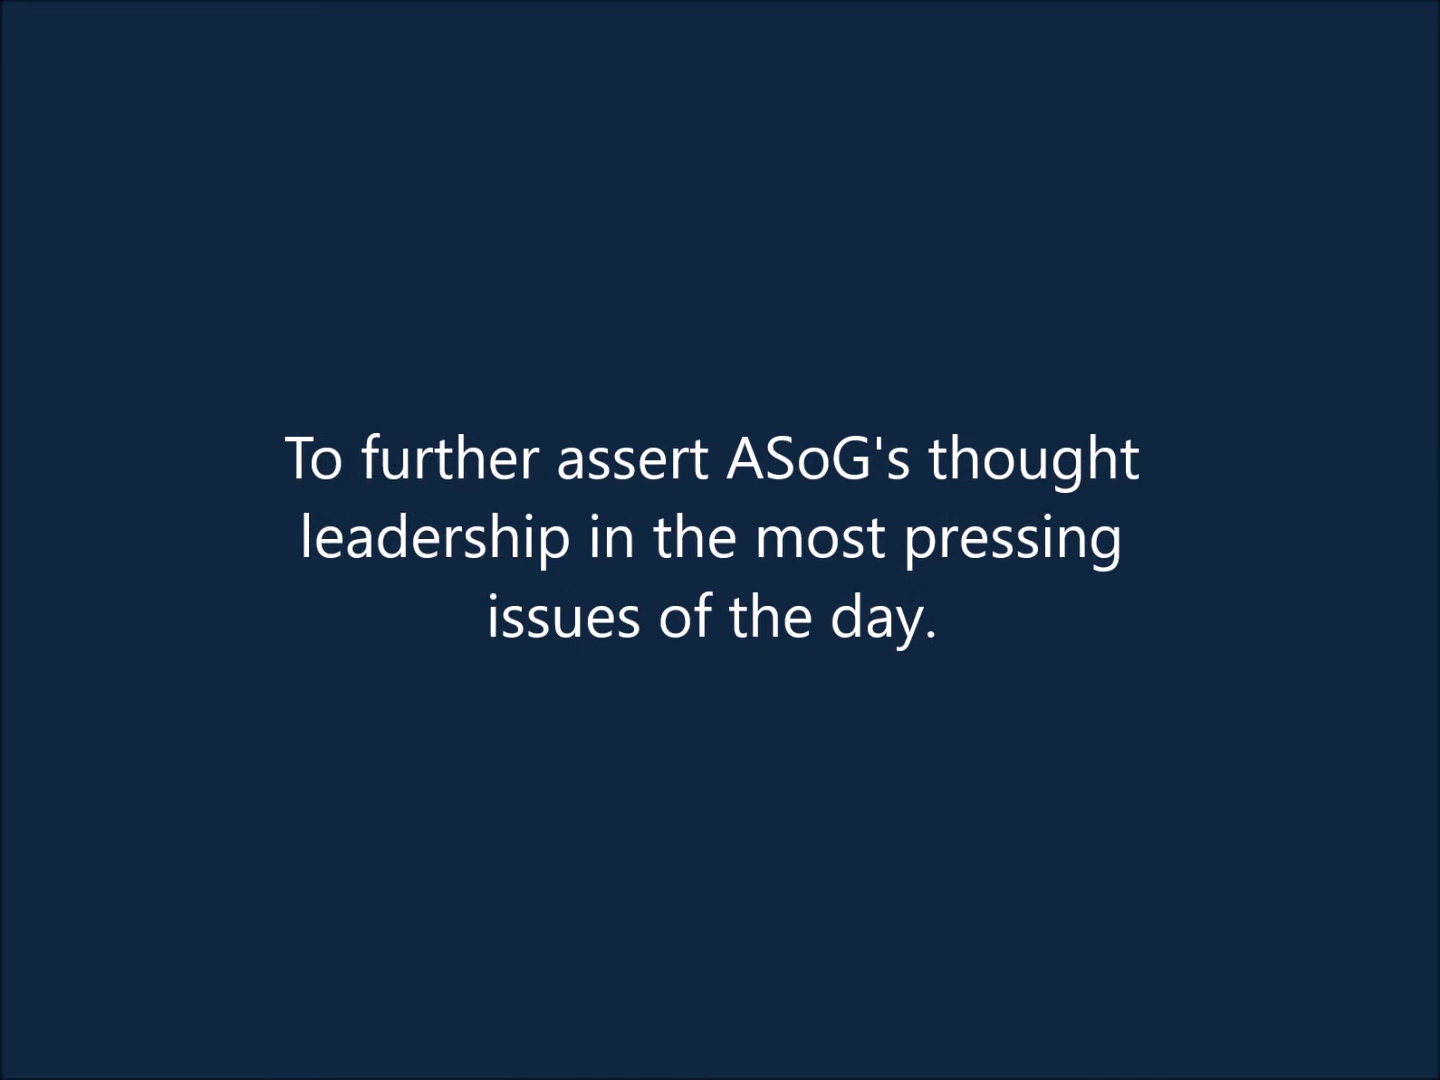 To further assert ASoG's thought
leadership in the most pressing
issues of the day.